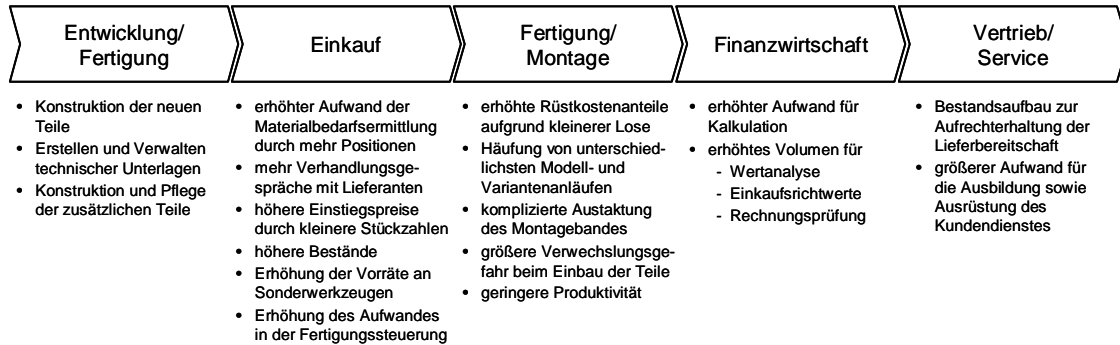 Entwicklung/
Fertigung
Einkauf
Fertigung/
Montage
Finanzwirtschaft
Vertrieb/
Service
• Konstruktion der neuen
Teile
• Erstellen und Verwalten
technischer Unterlagen
• Konstruktion und Pflege
der zusätzlichen Teile
• erhöhter Aufwand der
Materialbedarfsermittlung
durch mehr Positionen
• mehr Verhandlungsge-
spräche mit Lieferanten
• höhere Einstiegspreise
durch kleinere Stückzahlen
• höhere Bestände
• Erhöhung der Vorräte an
Sonderwerkzeugen
• Erhöhung des Aufwandes
in der Fertigungssteuerung
• erhöhte Rüstkostenanteile
aufgrund kleinerer Lose
• Häufung von unterschied-
lichsten Modell- und
Variantenanläufen
• komplizierte Austaktung
des Montagebandes
• größere Verwechslungsge-
fahr beim Einbau der Teile
• geringere Produktivität
• erhöhter Aufwand für
Kalkulation
• erhöhtes Volumen für
- Wertanalyse
- Einkaufsrichtwerte
- Rechnungsprüfung
• Bestandsaufbau zur
Aufrechterhaltung der
Lieferbereitschaft
• größerer Aufwand für
die Ausbildung sowie
Ausrüstung des
Kundendienstes